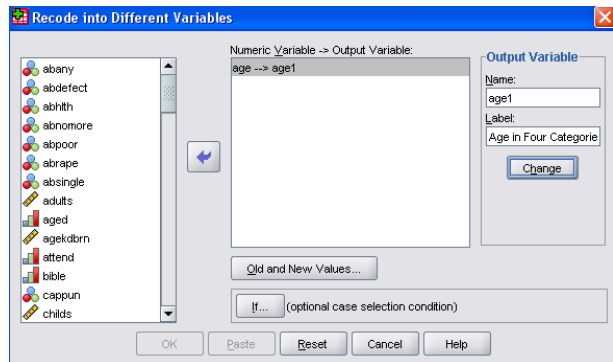 Recode into Different Variables
abany
abdefect
abhlth
abnomore
abpoor
abrape
absingle
adults
aged
agekdbrn
attend
bible
cappun
childs
Numeric Variable -> Output Variable:
age --> age1
Output Variable
Name:
age1
Label:
Age in Four Categorie
Change
Old and New Values...
If... (optional case selection condition)
OK Paste Reset Cancel Help